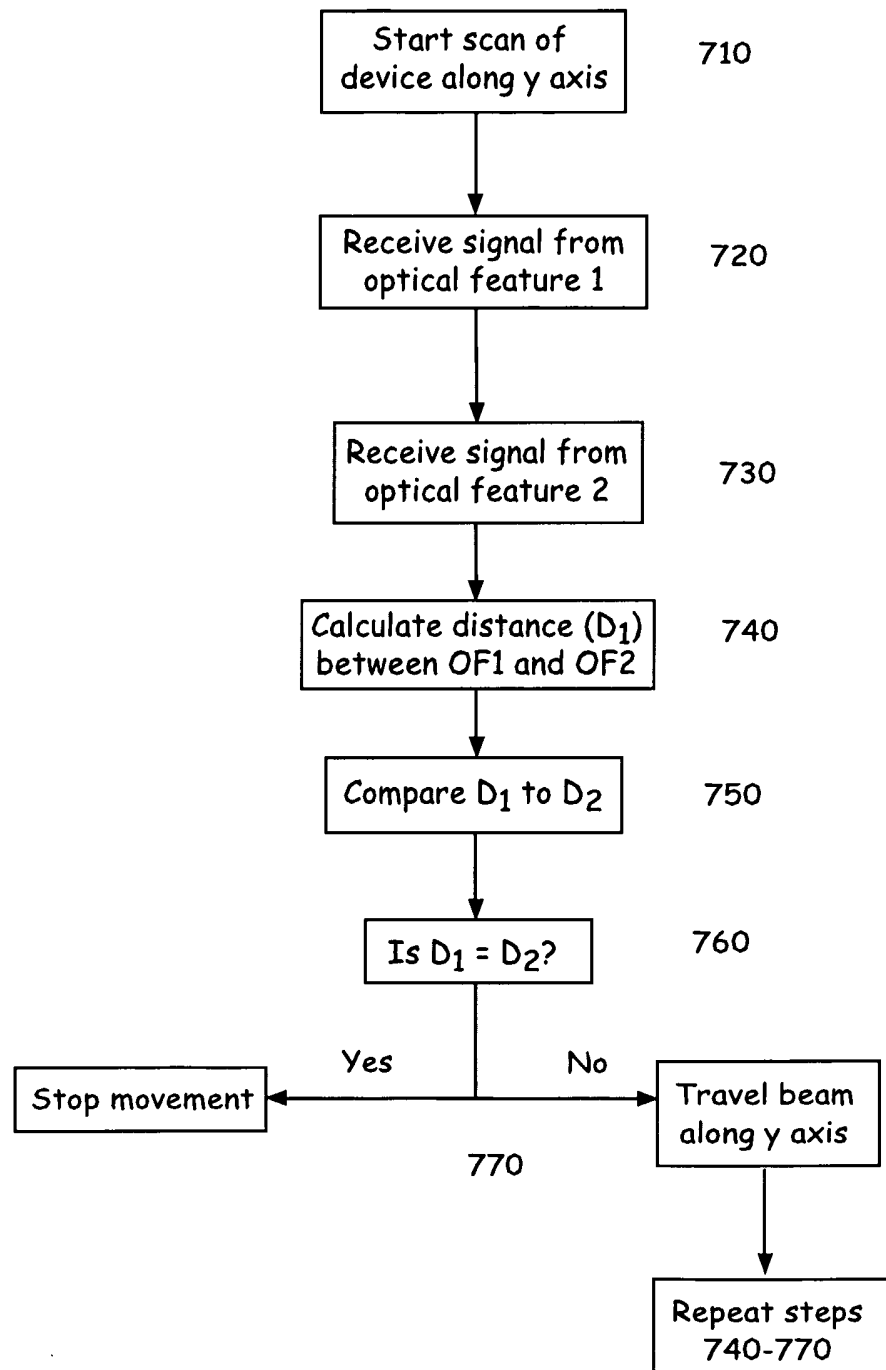 Start scan of
device along y axis
710
Receive signal from
optical feature 1
720
Receive signal from
optical feature 2
730
Calculate distance (D1)
between OF1 and OF2
740
Compare D1 to D2
750
Is D1 = D2?
760
Yes
No
Stop movement
Travel beam
along y axis
770
Repeat steps
740-770